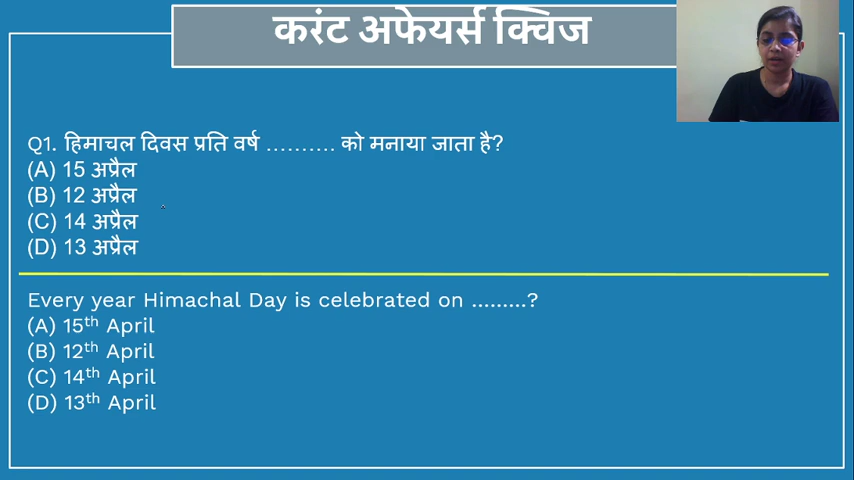 करंट अफेयर्स क्विज
Q1. हिमाचल दिवस प्रति वर्ष .......... को मनाया जाता है?
(A) 15 अप्रैल
(B) 12 अप्रैल
(C) 14 अप्रैल
(D) 13 अप्रैल
Every year Himachal Day is celebrated on .........?
(A) 15th April
(B) 12th April
(C) 14th April
(D) 13th April